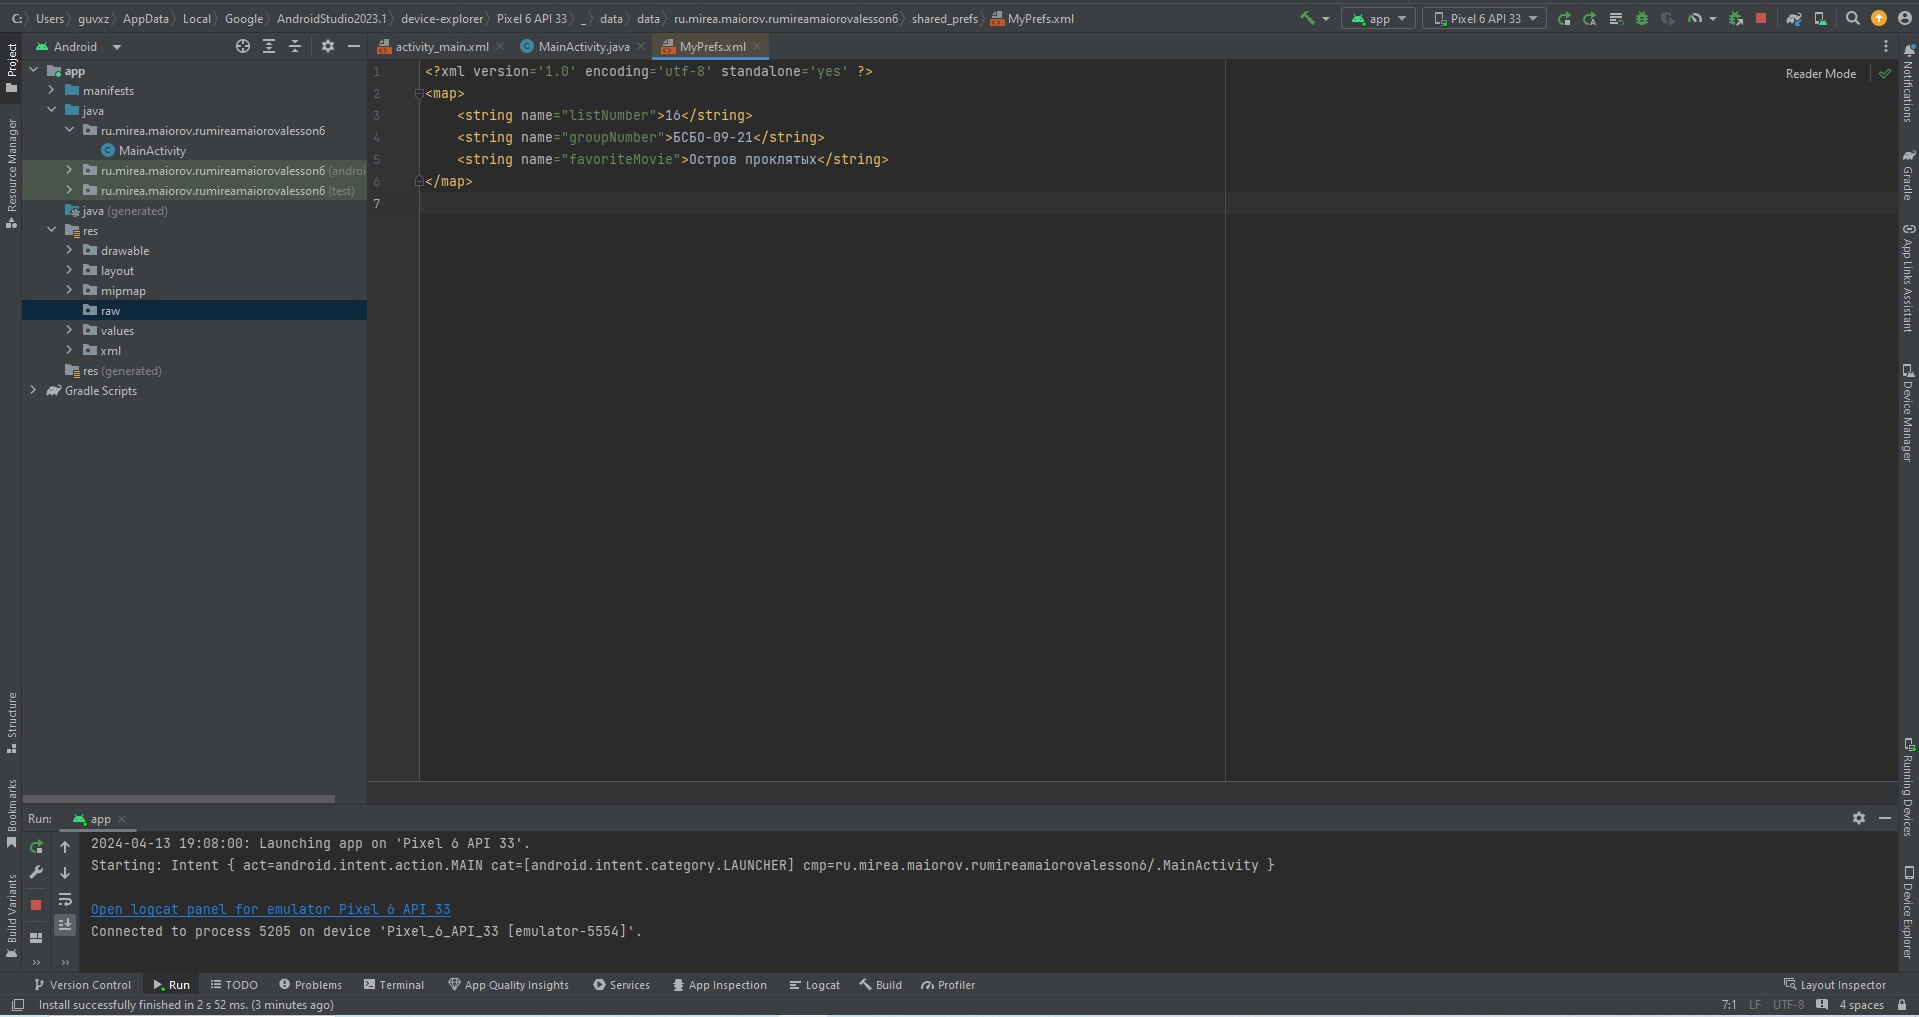 C: Users guvxz AppData Local Google AndroidStudio2023.1 device-explorer Pixel 6 API 33 _ data data ru.mirea.maiorov.rumireamaiorovalesson6 shared_prefs MyPrefs.xml
app Pixel 6 API 33
Android
activity_main.xml MainActivity.java MyPrefs.xml
Project
Resource Manager
Structure
Bookmarks
Build Variants
app
manifests
java
ru.mirea.maiorov.rumireamaiorovalesson6
MainActivity
ru.mirea.maiorov.rumireamaiorovalesson6 (androi
ru.mirea.maiorov.rumireamaiorovalesson6 (test)
java (generated)
res
drawable
layout
mipmap
raw
values
xml
res (generated)
Gradle Scripts
Reader Mode
1 <?xml version='1.0' encoding='utf-8' standalone='yes' ?>
2 <map>
3 <string name="listNumber">16</string>
4 <string name="groupNumber">БСБО-09-21</string>
5 <string name="favoriteMovie">Остров проклятых</string>
6 </map>
7
Notifications
Gradle
App Links Assistant
Device Manager
Running Devices
Device Explorer
Run: app
2024-04-13 19:08:00: Launching app on 'Pixel 6 API 33'.
Starting: Intent { act=android.intent.action.MAIN cat=[android.intent.category.LAUNCHER] cmp=ru.mirea.maiorov.rumireamaiorovalesson6/.MainActivity }
Open logcat panel for emulator Pixel 6 API 33
Connected to process 5205 on device 'Pixel_6_API_33 [emulator-5554]'.
Version Control Run TODO Problems Terminal App Quality Insights Services App Inspection Logcat Build Profiler Layout Inspector
Install successfully finished in 2 s 52 ms. (3 minutes ago) 7:1 LF UTF-8 4 spaces